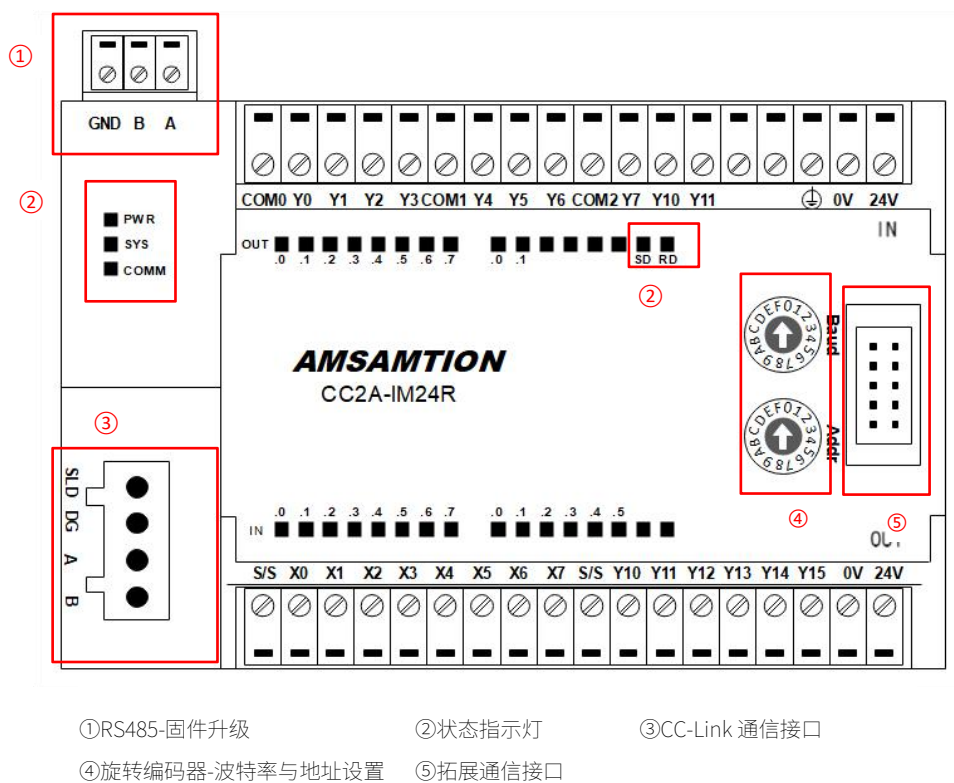 ①
GND B A
②
PWR
SYS
COMM
COM0 Y0 Y1 Y2 Y3 COM1 Y4 Y5 Y6 COM2 Y7 Y10 Y11 0V 24V
IN
OUT
.0 .1 .2 .3 .4 .5 .6 .7 .0 .1 SD RD
②
0123456789ABCDEF
Baud
AMSAMTION
CC2A-IM24R
0123456789ABCDEF
Addr
③
SLD DG A B
④
⑤
.0 .1 .2 .3 .4 .5 .6 .7 .0 .1 .2 .3 .4 .5
IN
S/S X0 X1 X2 X3 X4 X5 X6 X7 S/S Y10 Y11 Y12 Y13 Y14 Y15 0V 24V
①RS485-固件升级 ②状态指示灯 ③CC-Link 通信接口
④旋转编码器-波特率与地址设置 ⑤拓展通信接口